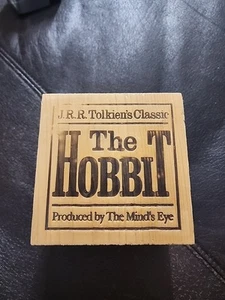 J.R.R. Tolkien's Classic
The
HOBBIT
Produced by The Mind's Eye